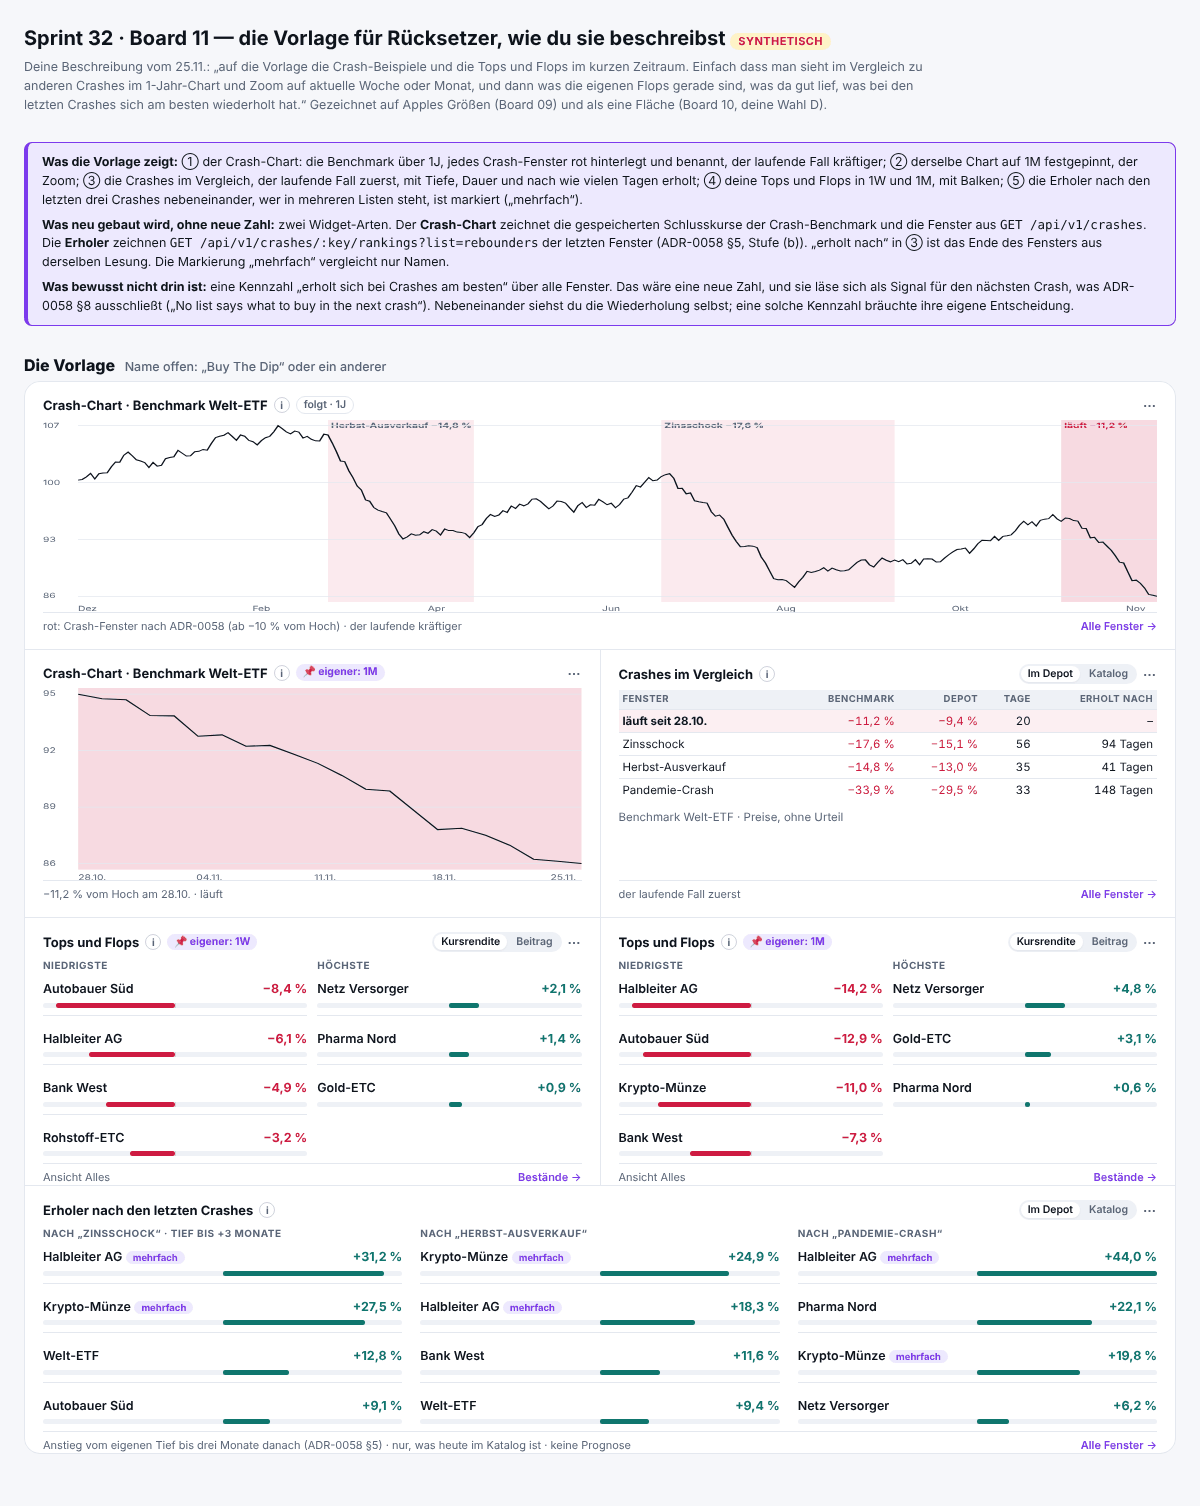 Sprint 32 · Board 11 — die Vorlage für Rücksetzer, wie du sie beschreibst SYNTHETISCH
Deine Beschreibung vom 25.11.: „auf die Vorlage die Crash-Beispiele und die Tops und Flops im kurzen Zeitraum. Einfach dass man sieht im Vergleich zu
anderen Crashes im 1-Jahr-Chart und Zoom auf aktuelle Woche oder Monat, und dann was die eigenen Flops gerade sind, was da gut lief, was bei den
letzten Crashes sich am besten wiederholt hat.“ Gezeichnet auf Apples Größen (Board 09) und als eine Fläche (Board 10, deine Wahl D).
Was die Vorlage zeigt: ① der Crash-Chart: die Benchmark über 1J, jedes Crash-Fenster rot hinterlegt und benannt, der laufende Fall kräftiger; ② derselbe Chart auf 1M festgepinnt, der
Zoom; ③ die Crashes im Vergleich, der laufende Fall zuerst, mit Tiefe, Dauer und nach wie vielen Tagen erholt; ④ deine Tops und Flops in 1W und 1M, mit Balken; ⑤ die Erholer nach den
letzten drei Crashes nebeneinander, wer in mehreren Listen steht, ist markiert („mehrfach“).
Was neu gebaut wird, ohne neue Zahl: zwei Widget-Arten. Der Crash-Chart zeichnet die gespeicherten Schlusskurse der Crash-Benchmark und die Fenster aus GET /api/v1/crashes.
Die Erholer zeichnen GET /api/v1/crashes/:key/rankings?list=rebounders der letzten Fenster (ADR-0058 §5, Stufe (b)). „erholt nach“ in ③ ist das Ende des Fensters aus
derselben Lesung. Die Markierung „mehrfach“ vergleicht nur Namen.
Was bewusst nicht drin ist: eine Kennzahl „erholt sich bei Crashes am besten“ über alle Fenster. Das wäre eine neue Zahl, und sie läse sich als Signal für den nächsten Crash, was ADR-
0058 §8 ausschließt („No list says what to buy in the next crash“). Nebeneinander siehst du die Wiederholung selbst; eine solche Kennzahl bräuchte ihre eigene Entscheidung.
Die Vorlage Name offen: „Buy The Dip“ oder ein anderer
Crash-Chart · Benchmark Welt-ETF i folgt · 1J ···
107
Herbst-Ausverkauf −14,8 % Zinsschock −17,6 % läuft −11,2 %
100
93
86
Dez Feb Apr Jun Aug Okt Nov
rot: Crash-Fenster nach ADR-0058 (ab −10 % vom Hoch) · der laufende kräftiger Alle Fenster →
Crash-Chart · Benchmark Welt-ETF i 📌 eigener: 1M ···
95
92
89
86
28.10. 04.11. 11.11. 18.11. 25.11.
−11,2 % vom Hoch am 28.10. · läuft
Crashes im Vergleich i Im Depot Katalog ···
FENSTER BENCHMARK DEPOT TAGE ERHOLT NACH
läuft seit 28.10. −11,2 % −9,4 % 20 –
Zinsschock −17,6 % −15,1 % 56 94 Tagen
Herbst-Ausverkauf −14,8 % −13,0 % 35 41 Tagen
Pandemie-Crash −33,9 % −29,5 % 33 148 Tagen
Benchmark Welt-ETF · Preise, ohne Urteil
der laufende Fall zuerst Alle Fenster →
Tops und Flops i 📌 eigener: 1W Kursrendite Beitrag ···
NIEDRIGSTE HÖCHSTE
Autobauer Süd −8,4 % Netz Versorger +2,1 %
Halbleiter AG −6,1 % Pharma Nord +1,4 %
Bank West −4,9 % Gold-ETC +0,9 %
Rohstoff-ETC −3,2 %
Ansicht Alles Bestände →
Tops und Flops i 📌 eigener: 1M Kursrendite Beitrag ···
NIEDRIGSTE HÖCHSTE
Halbleiter AG −14,2 % Netz Versorger +4,8 %
Autobauer Süd −12,9 % Gold-ETC +3,1 %
Krypto-Münze −11,0 % Pharma Nord +0,6 %
Bank West −7,3 %
Ansicht Alles Bestände →
Erholer nach den letzten Crashes i Im Depot Katalog ···
NACH „ZINSSCHOCK“ · TIEF BIS +3 MONATE
Halbleiter AG mehrfach +31,2 %
Krypto-Münze mehrfach +27,5 %
Welt-ETF +12,8 %
Autobauer Süd +9,1 %
NACH „HERBST-AUSVERKAUF“
Krypto-Münze mehrfach +24,9 %
Halbleiter AG mehrfach +18,3 %
Bank West +11,6 %
Welt-ETF +9,4 %
NACH „PANDEMIE-CRASH“
Halbleiter AG mehrfach +44,0 %
Pharma Nord +22,1 %
Krypto-Münze mehrfach +19,8 %
Netz Versorger +6,2 %
Anstieg vom eigenen Tief bis drei Monate danach (ADR-0058 §5) · nur, was heute im Katalog ist · keine Prognose Alle Fenster →